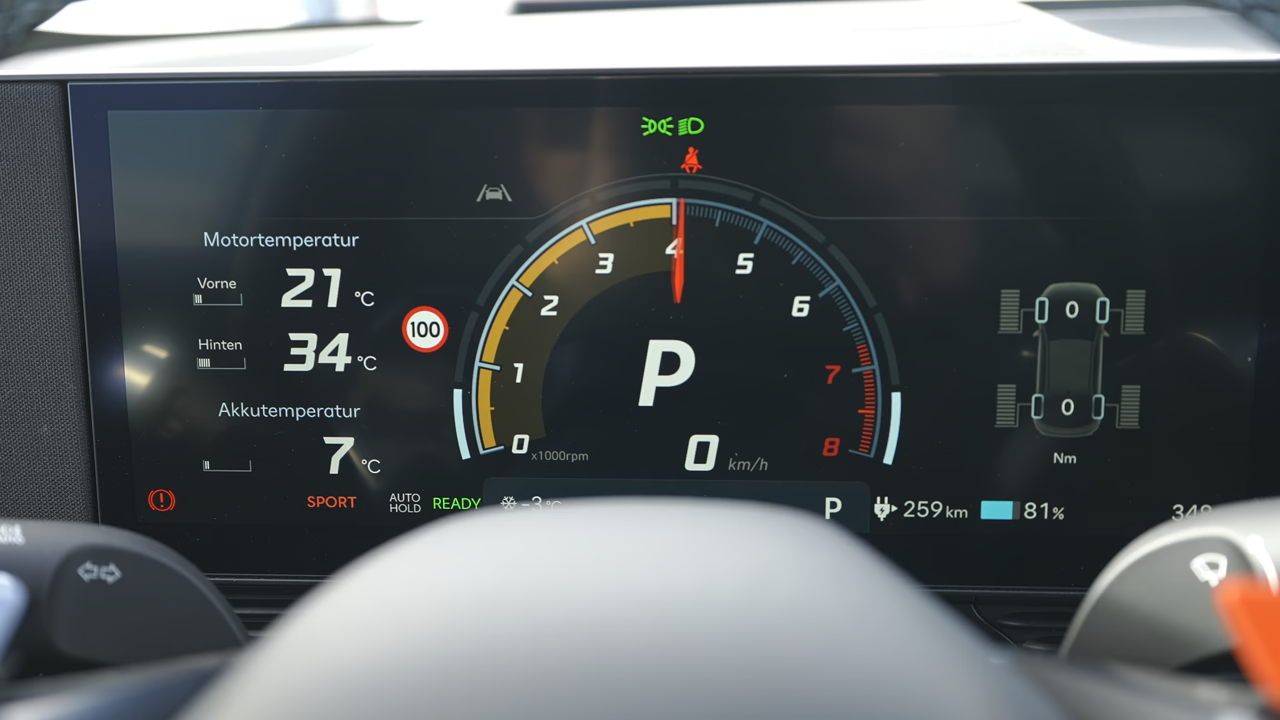 Motortemperatur
Vorne 21 °C
Hinten 34 °C
Akkutemperatur
7 °C
100
0 1 2 3 4 5 6 7 8
x1000rpm
P
0 km/h
0
0
Nm
SPORT AUTO HOLD READY -3 °C P 259 km 81%